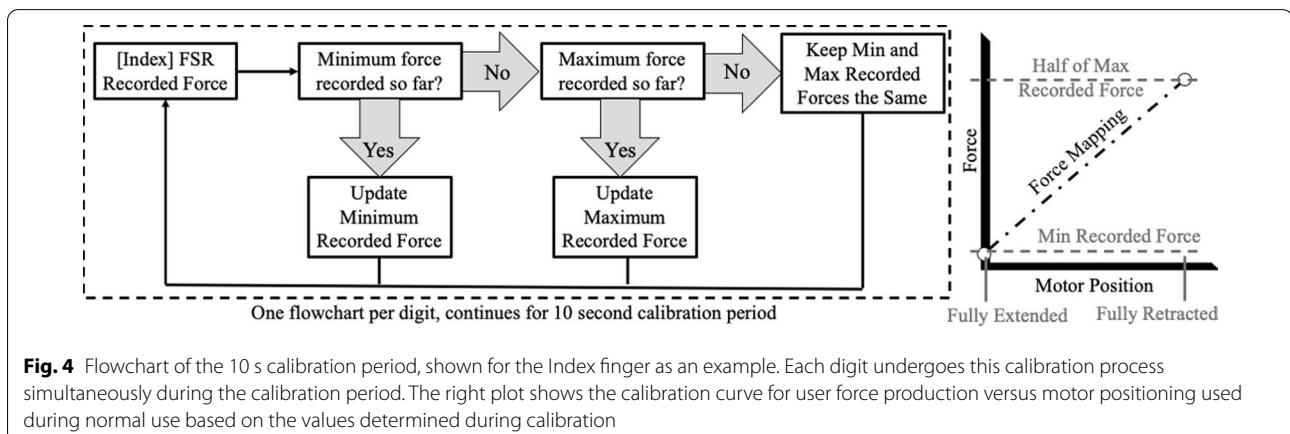 [Index] FSR
Recorded Force
Minimum force
recorded so far?
No
Maximum force
recorded so far?
No
Keep Min and
Max Recorded
Forces the Same
Yes
Yes
Update
Minimum
Recorded Force
Update
Maximum
Recorded Force
One flowchart per digit, continues for 10 second calibration period
Half of Max
Recorded Force
Force
Force Mapping
Min Recorded Force
Motor Position
Fully Extended
Fully Retracted
Fig. 4 Flowchart of the 10 s calibration period, shown for the Index finger as an example. Each digit undergoes this calibration process
simultaneously during the calibration period. The right plot shows the calibration curve for user force production versus motor positioning used
during normal use based on the values determined during calibration